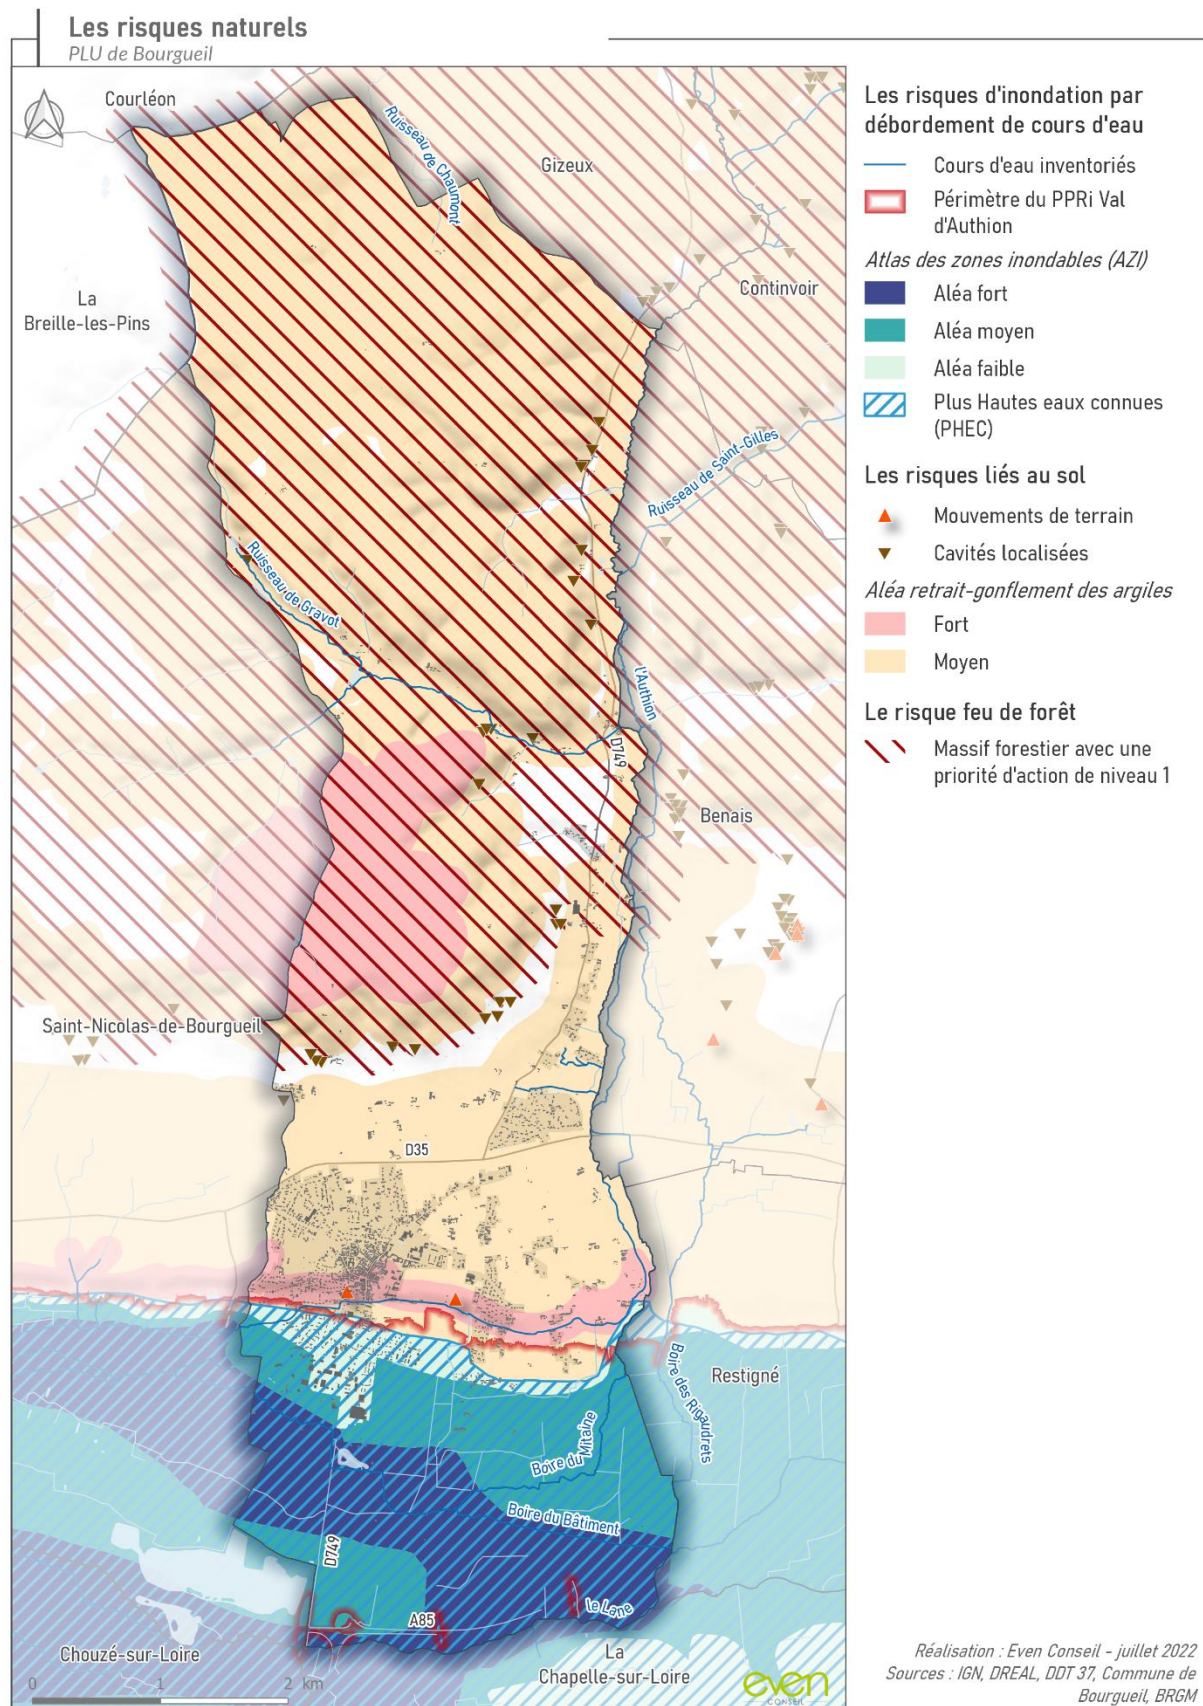 Les risques naturels
PLU de Bourgueil
Courléon
Ruisseau de Chaumont
Gizeux
La
Breille-les-Pins
Continvoir
Ruisseau de Saint-Gilles
Ruisseau de Gravot
l'Authion
D749
Benais
Saint-Nicolas-de-Bourgueil
D35
Restigné
Boire des Rigaudrets
Boire du Mitaine
Boire du Bâtiment
D749
le Lane
A85
Chouzé-sur-Loire
La
Chapelle-sur-Loire
0 1 2 km
even
CONSEIL
Les risques d'inondation par
débordement de cours d'eau
Cours d'eau inventoriés
Périmètre du PPRi Val
d'Authion
Atlas des zones inondables (AZI)
Aléa fort
Aléa moyen
Aléa faible
Plus Hautes eaux connues
(PHEC)
Les risques liés au sol
Mouvements de terrain
Cavités localisées
Aléa retrait-gonflement des argiles
Fort
Moyen
Le risque feu de forêt
Massif forestier avec une
priorité d'action de niveau 1
Réalisation : Even Conseil - juillet 2022
Sources : IGN, DREAL, DDT 37, Commune de
Bourgueil, BRGM